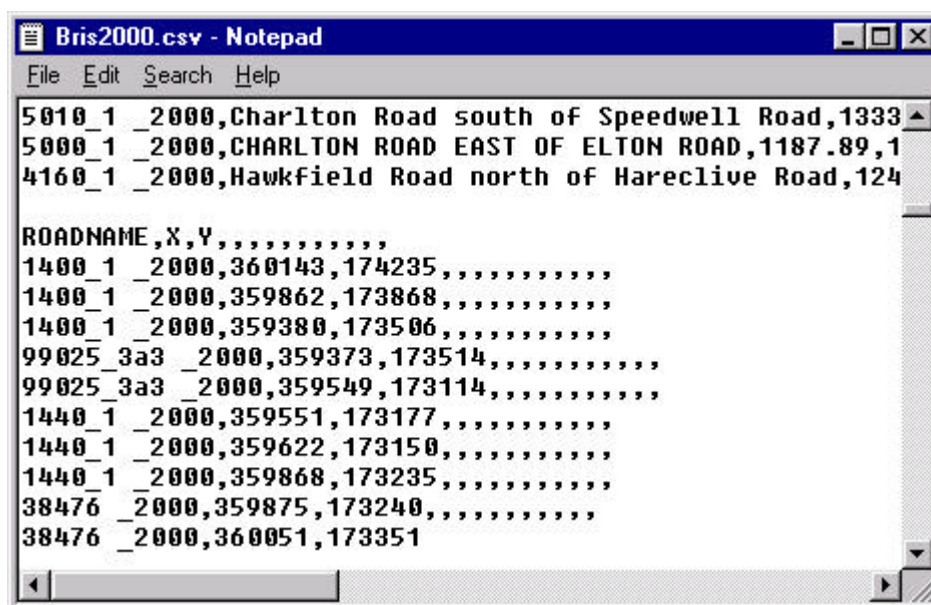 Bris2000.csv - Notepad
File Edit Search Help
5010_1 _2000,Charlton Road south of Speedwell Road,1333
5000_1 _2000,CHARLTON ROAD EAST OF ELTON ROAD,1187.89,1
4160_1 _2000,Hawkfield Road north of Hareclive Road,124
ROADNAME,X,Y,,,,,,,,,,,
1400_1 _2000,360143,174235,,,,,,,,,,,
1400_1 _2000,359862,173868,,,,,,,,,,,
1400_1 _2000,359380,173506,,,,,,,,,,,
99025_3a3 _2000,359373,173514,,,,,,,,,,,
99025_3a3 _2000,359549,173114,,,,,,,,,,,
1440_1 _2000,359551,173177,,,,,,,,,,,
1440_1 _2000,359622,173150,,,,,,,,,,,
1440_1 _2000,359868,173235,,,,,,,,,,,
38476 _2000,359875,173240,,,,,,,,,,,
38476 _2000,360051,173351